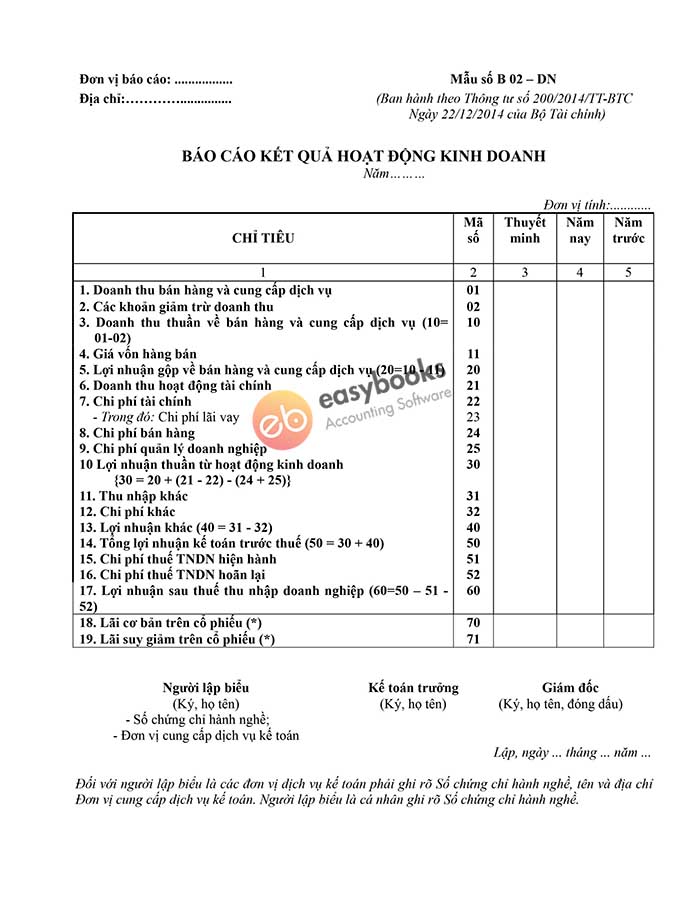 Đơn vị báo cáo: .................
Mẫu số B 02 – DN
Địa chỉ:…………...............
(Ban hành theo Thông tư số 200/2014/TT-BTC
Ngày 22/12/2014 của Bộ Tài chính)
BÁO CÁO KẾT QUẢ HOẠT ĐỘNG KINH DOANH
Năm………
Đơn vị tính:............
CHỈ TIÊU Mã số Thuyết minh Năm nay Năm trước
1 2 3 4 5
1. Doanh thu bán hàng và cung cấp dịch vụ 01
2. Các khoản giảm trừ doanh thu 02
3. Doanh thu thuần về bán hàng và cung cấp dịch vụ (10= 10
01-02)
4. Giá vốn hàng bán 11
5. Lợi nhuận gộp về bán hàng và cung cấp dịch vụ (20=10 - 11) 20
6. Doanh thu hoạt động tài chính 21
7. Chi phí tài chính 22
- Trong đó: Chi phí lãi vay 23
8. Chi phí bán hàng 24
9. Chi phí quản lý doanh nghiệp 25
10 Lợi nhuận thuần từ hoạt động kinh doanh 30
{30 = 20 + (21 - 22) - (24 + 25)}
11. Thu nhập khác 31
12. Chi phí khác 32
13. Lợi nhuận khác (40 = 31 - 32) 40
14. Tổng lợi nhuận kế toán trước thuế (50 = 30 + 40) 50
15. Chi phí thuế TNDN hiện hành 51
16. Chi phí thuế TNDN hoãn lại 52
17. Lợi nhuận sau thuế thu nhập doanh nghiệp (60=50 – 51 - 60
52)
18. Lãi cơ bản trên cổ phiếu (*) 70
19. Lãi suy giảm trên cổ phiếu (*) 71
eb easybooks
Accounting Software
Người lập biểu Kế toán trưởng Giám đốc
(Ký, họ tên) (Ký, họ tên) (Ký, họ tên, đóng dấu)
- Số chứng chỉ hành nghề;
- Đơn vị cung cấp dịch vụ kế toán
Lập, ngày ... tháng ... năm ...
Đối với người lập biểu là các đơn vị dịch vụ kế toán phải ghi rõ Số chứng chỉ hành nghề, tên và địa chỉ
Đơn vị cung cấp dịch vụ kế toán. Người lập biểu là cá nhân ghi rõ Số chứng chỉ hành nghề.